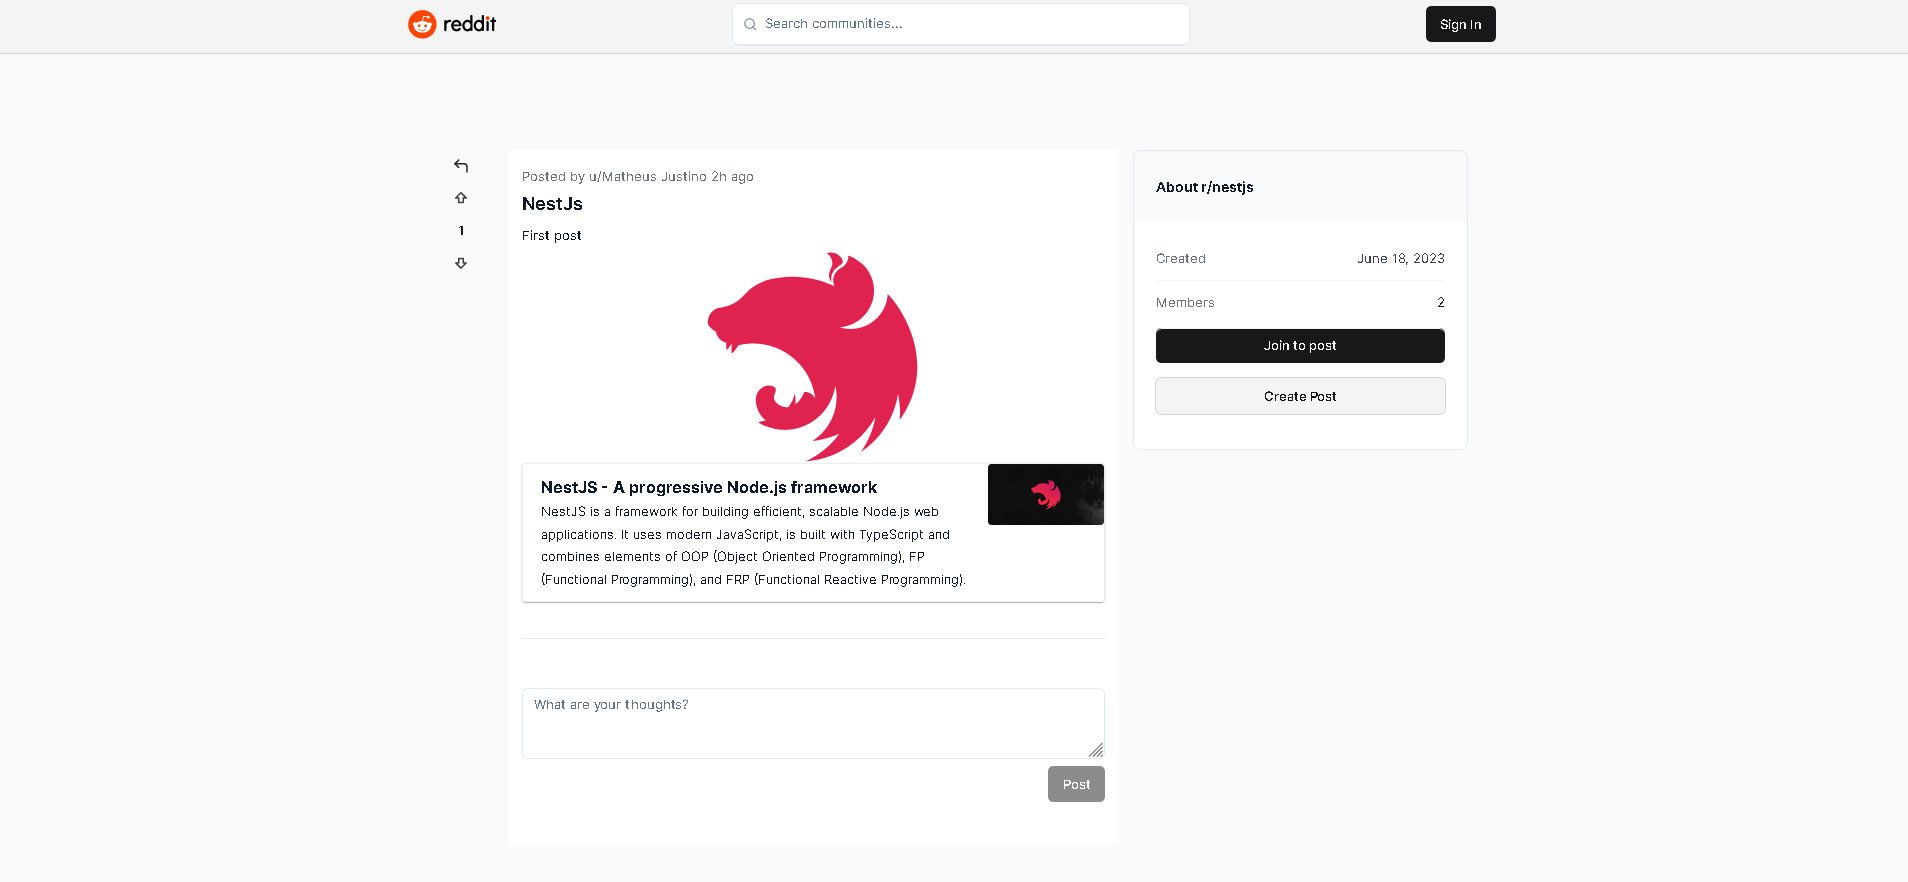 reddit
Search communities...
Sign In
Posted by u/Matheus Justino 2h ago
NestJs
1
First post
NestJS - A progressive Node.js framework
NestJS is a framework for building efficient, scalable Node.js web
applications. It uses modern JavaScript, is built with TypeScript and
combines elements of OOP (Object Oriented Programming), FP
(Functional Programming), and FRP (Functional Reactive Programming).
What are your thoughts?
Post
About r/nestjs
Created June 18, 2023
Members 2
Join to post
Create Post